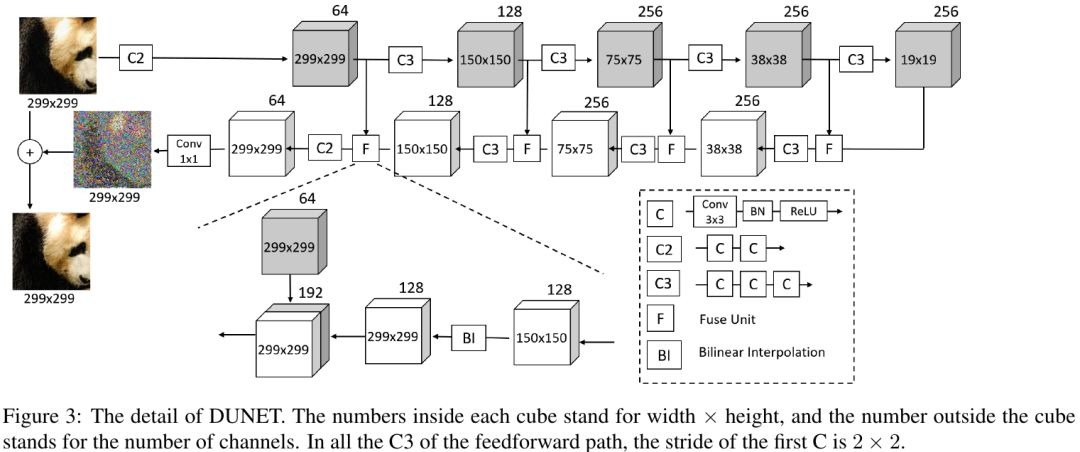 64
128
256
256
256
C2
299x299
C3
150x150
C3
75x75
C3
38x38
C3
19x19
299x299
64
128
256
256
+
299x299
Conv
1x1
299x299
C2
F
150x150
C3
F
75x75
C3
F
38x38
C3
F
299x299
64
299x299
192
128
128
299x299
299x299
BI
150x150
C
Conv
3x3
BN
ReLU
C2
C
C
C3
C
C
C
F
Fuse Unit
BI
Bilinear Interpolation
Figure 3: The detail of DUNET. The numbers inside each cube stand for width × height, and the number outside the cube
stands for the number of channels. In all the C3 of the feedforward path, the stride of the first C is 2 × 2.